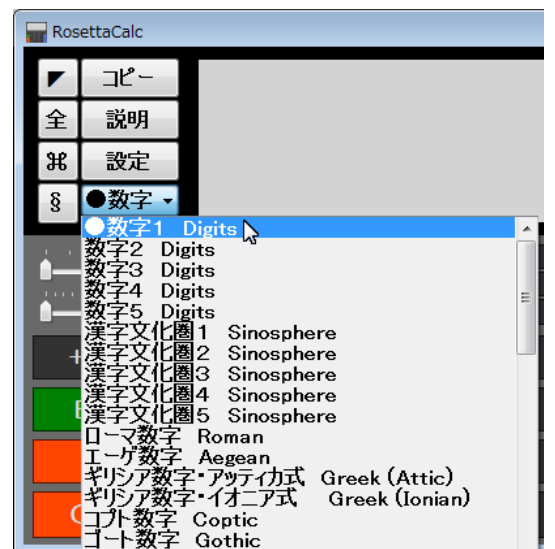 RosettaCalc
◤ コピー
全 説明
⌘ 設定
§ ●数字
●数字1 Digits
数字2 Digits
数字3 Digits
数字4 Digits
数字5 Digits
漢字文化圏1 Sinosphere
漢字文化圏2 Sinosphere
漢字文化圏3 Sinosphere
漢字文化圏4 Sinosphere
漢字文化圏5 Sinosphere
ローマ数字 Roman
エーゲ数字 Aegean
ギリシア数字・アッティカ式 Greek (Attic)
ギリシア数字・イオニア式 Greek (Ionian)
コプト数字 Coptic
ゴート数字 Gothic